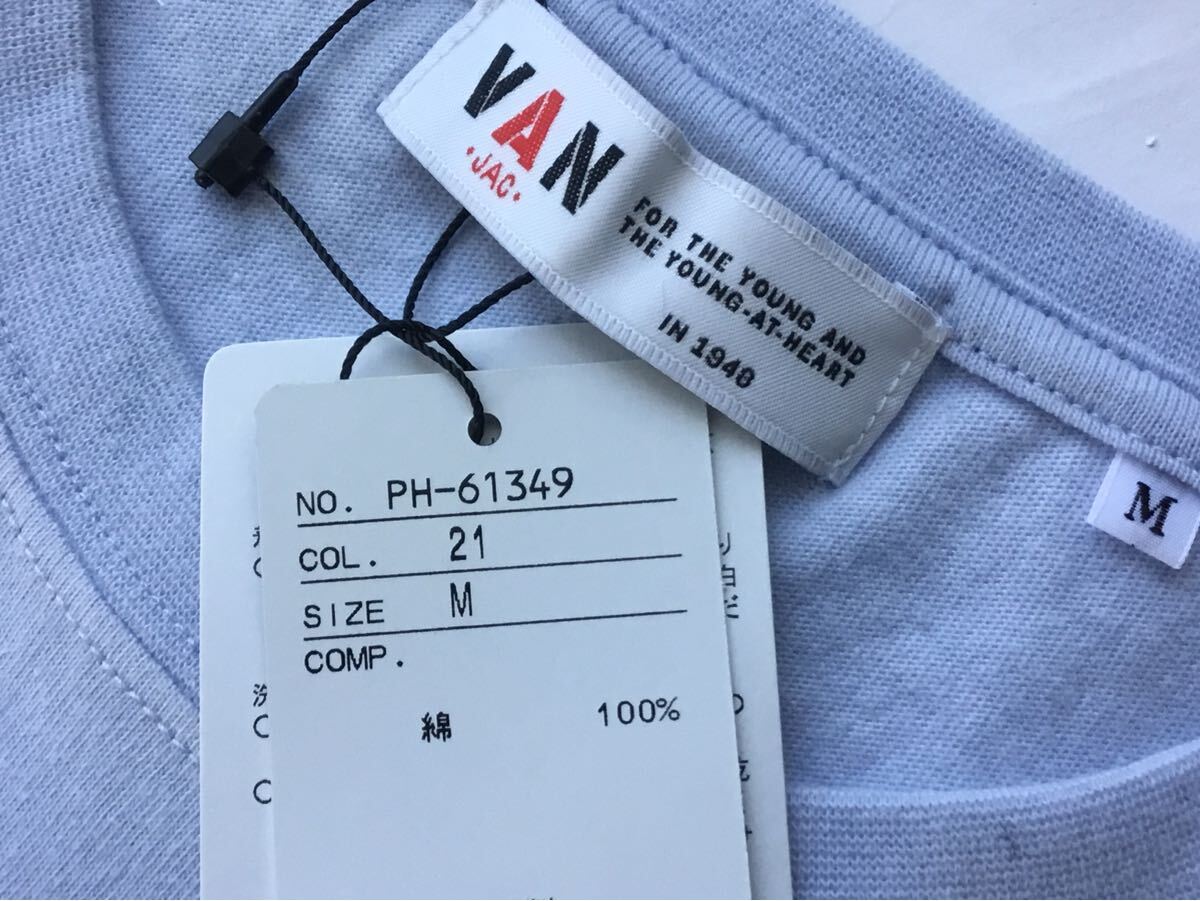 VAN
・JAC・
FOR THE YOUNG AND
THE YOUNG-AT-HEART
IN 1948
M
NO. PH-61349
COL. 21
SIZE M
COMP.
綿 100%
洗